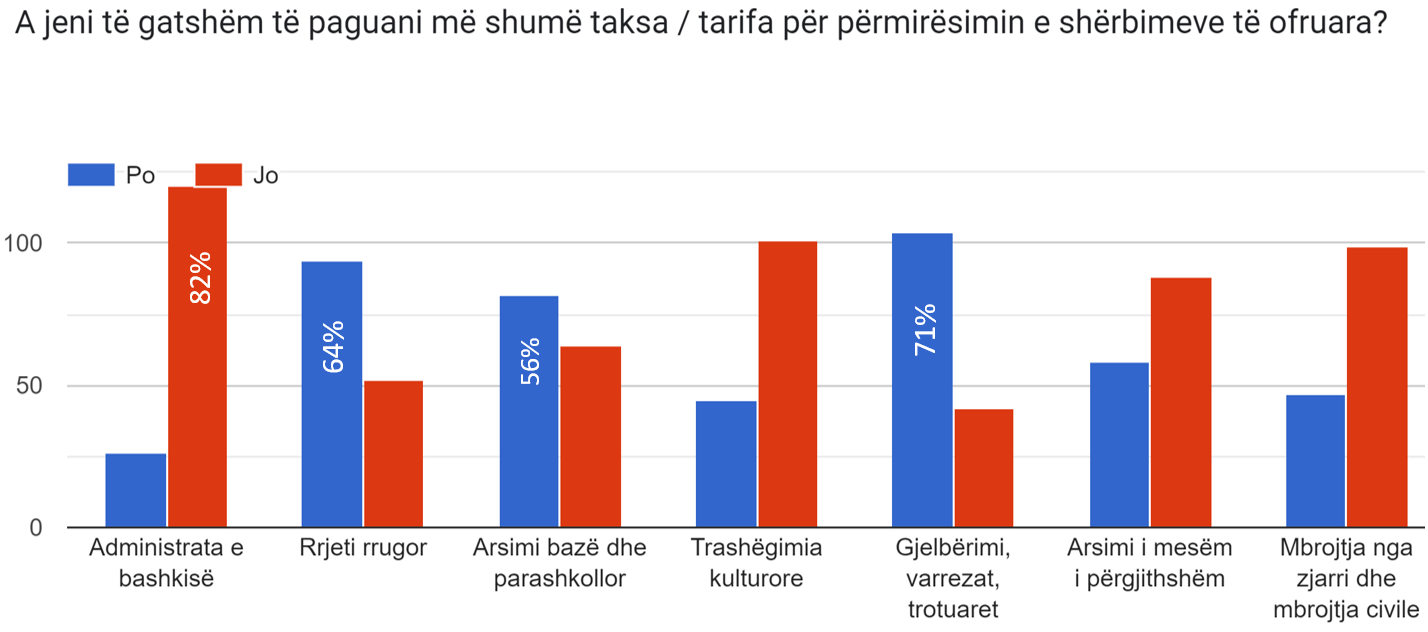 A jeni të gatshëm të paguani më shumë taksa / tarifa për përmirësimin e shërbimeve të ofruara?
Po
Jo
100
50
0
82%
64%
56%
71%
Administrata e
bashkisë
Rrjeti rrugor
Arsimi bazë dhe
parashkollor
Trashëgimia
kulturore
Gjelbërimi,
varrezat,
trotuaret
Arsimi i mesëm
i përgjithshëm
Mbrojtja nga
zjarri dhe
mbrojtja civile